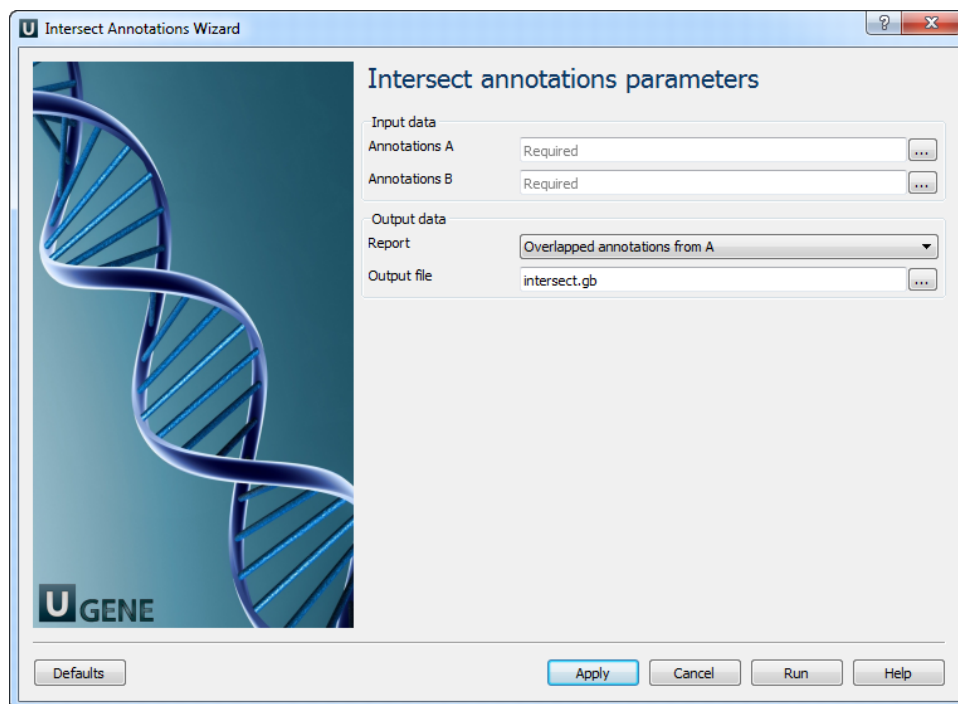 U Intersect Annotations Wizard
?
Intersect annotations parameters
Input data
Annotations A
Required
...
Annotations B
Required
...
Output data
Report
Overlapped annotations from A
Output file
intersect.gb
...
U GENE
Defaults
Apply
Cancel
Run
Help